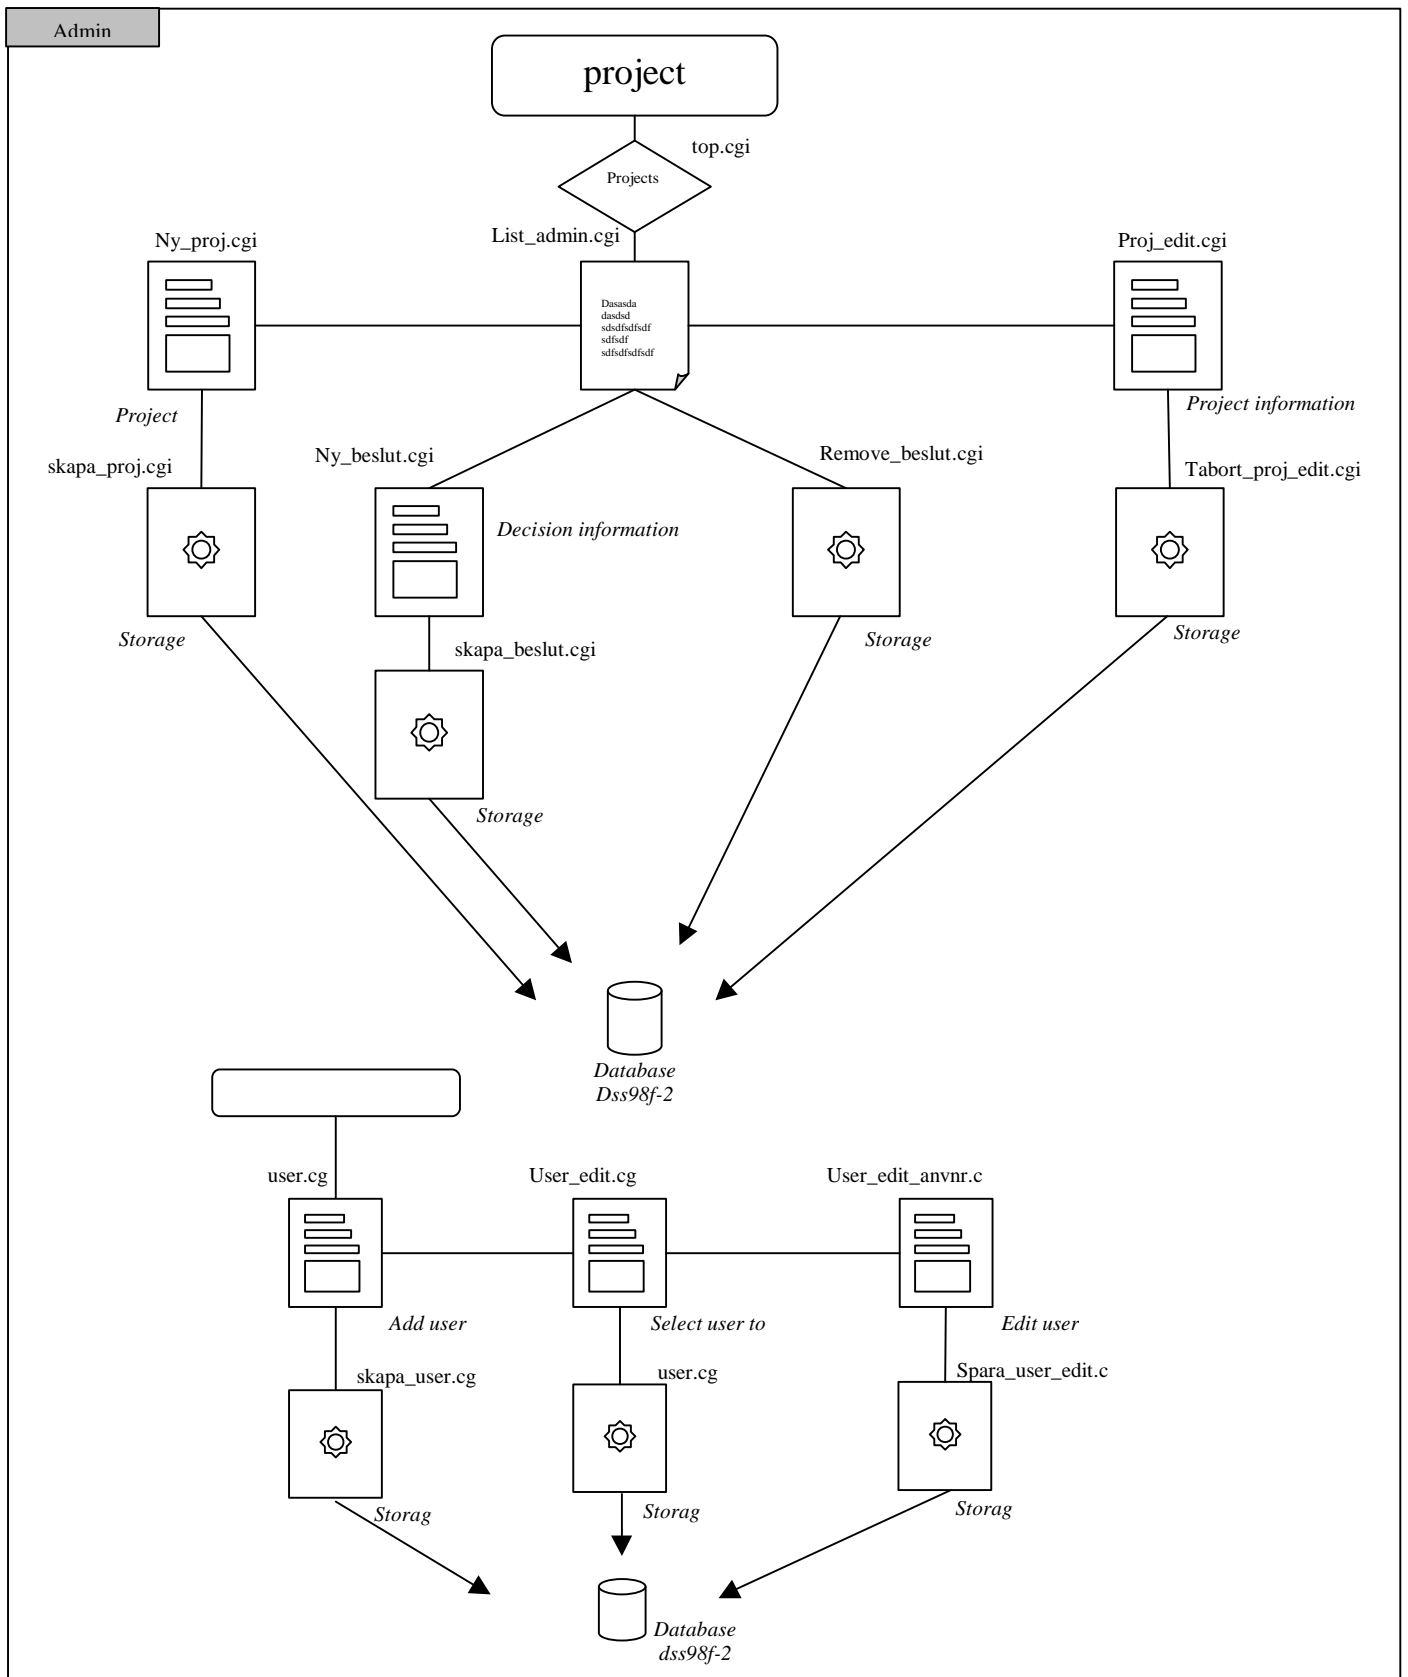 Admin
project
top.cgi
Projects
List_admin.cgi
Ny_proj.cgi
Proj_edit.cgi
Dasasda
dasdsd
sdsdfsdfsdf
sdfsdf
sdfsdfsdfsdf
Project
Project information
skapa_proj.cgi
Ny_beslut.cgi
Remove_beslut.cgi
Tabort_proj_edit.cgi
Decision information
Storage
skapa_beslut.cgi
Storage
Storage
Storage
Database
Dss98f-2
user.cg
User_edit.cg
User_edit_anvnr.c
Add user
Select user to
Edit user
skapa_user.cg
user.cg
Spara_user_edit.c
Storag
Storag
Storag
Database
dss98f-2